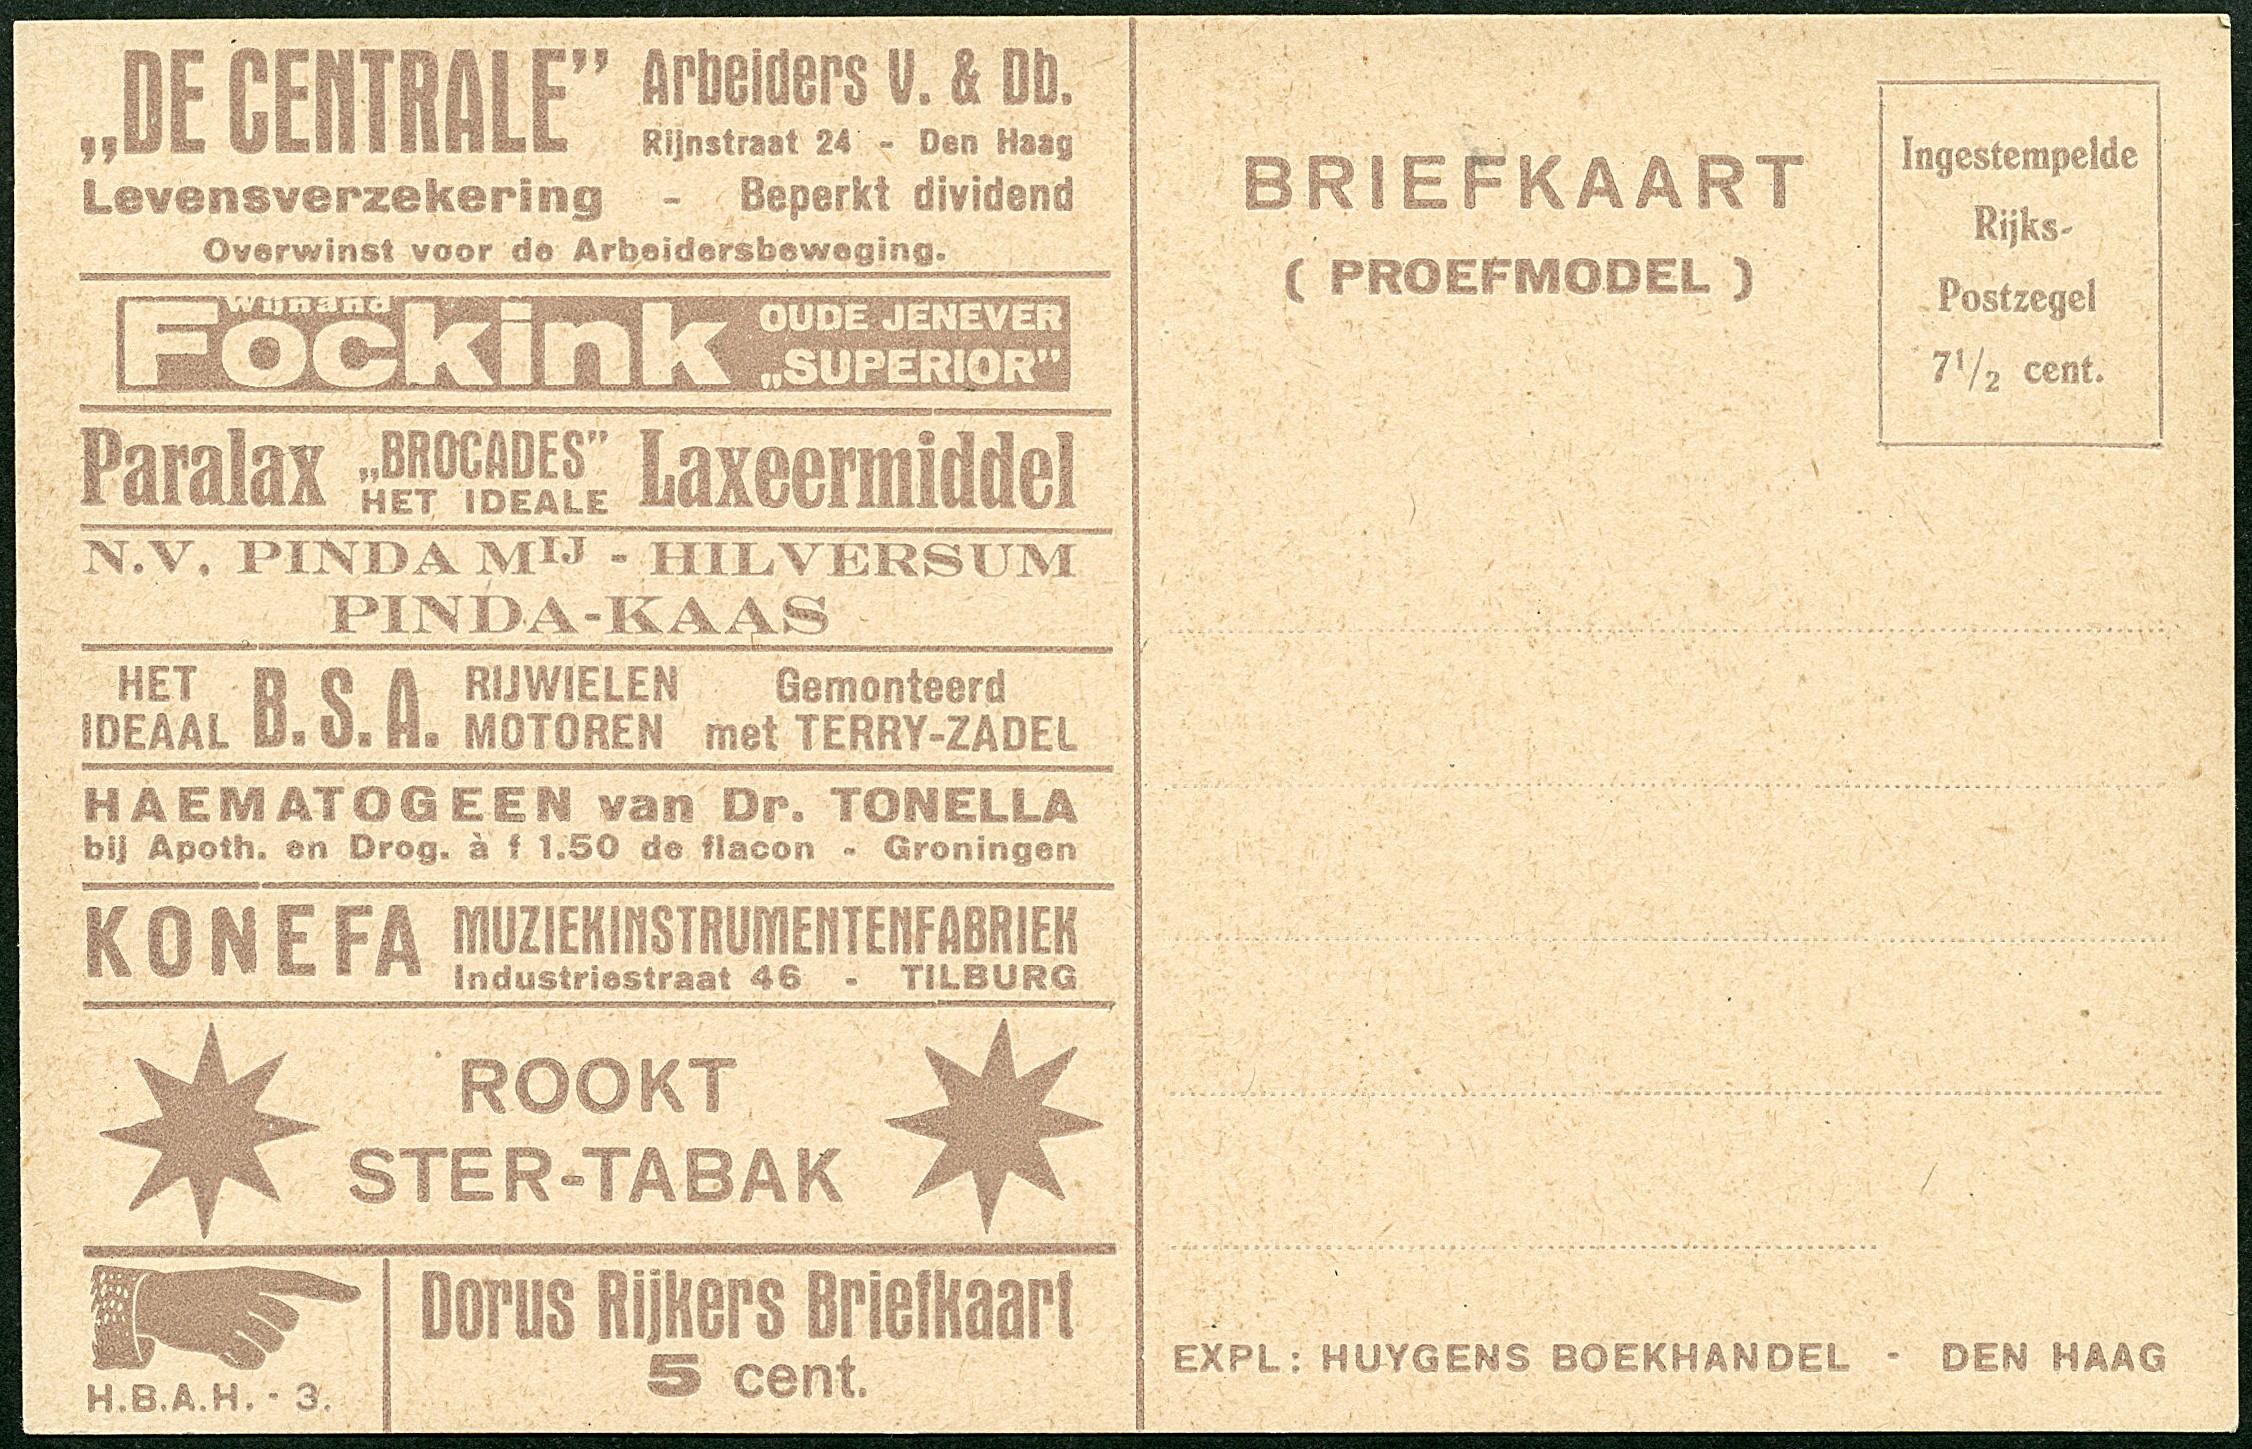 „DE CENTRALE” Arbeiders V. & Db.
Rijnstraat 24 - Den Haag
Levensverzekering - Beperkt dividend
Overwinst voor de Arbeidersbeweging.
Wijnand
Fockink OUDE JENEVER
„SUPERIOR”
Paralax „BROCADES” Laxeermiddel
HET IDEALE
N.V. PINDA MIJ - HILVERSUM
PINDA-KAAS
HET B.S.A. RIJWIELEN Gemonteerd
IDEAAL MOTOREN met TERRY-ZADEL
HAEMATOGEEN van Dr. TONELLA
bij Apoth. en Drog. à f 1.50 de flacon - Groningen
KONEFA MUZIEKINSTRUMENTENFABRIEK
Industriestraat 46 - TILBURG
ROOKT
STER-TABAK
Dorus Rijkers Briefkaart
5 cent.
H.B.A.H. - 3.
BRIEFKAART
( PROEFMODEL )
Ingestempelde
Rijks-
Postzegel
7 1/2 cent.
EXPL: HUYGENS BOEKHANDEL - DEN HAAG